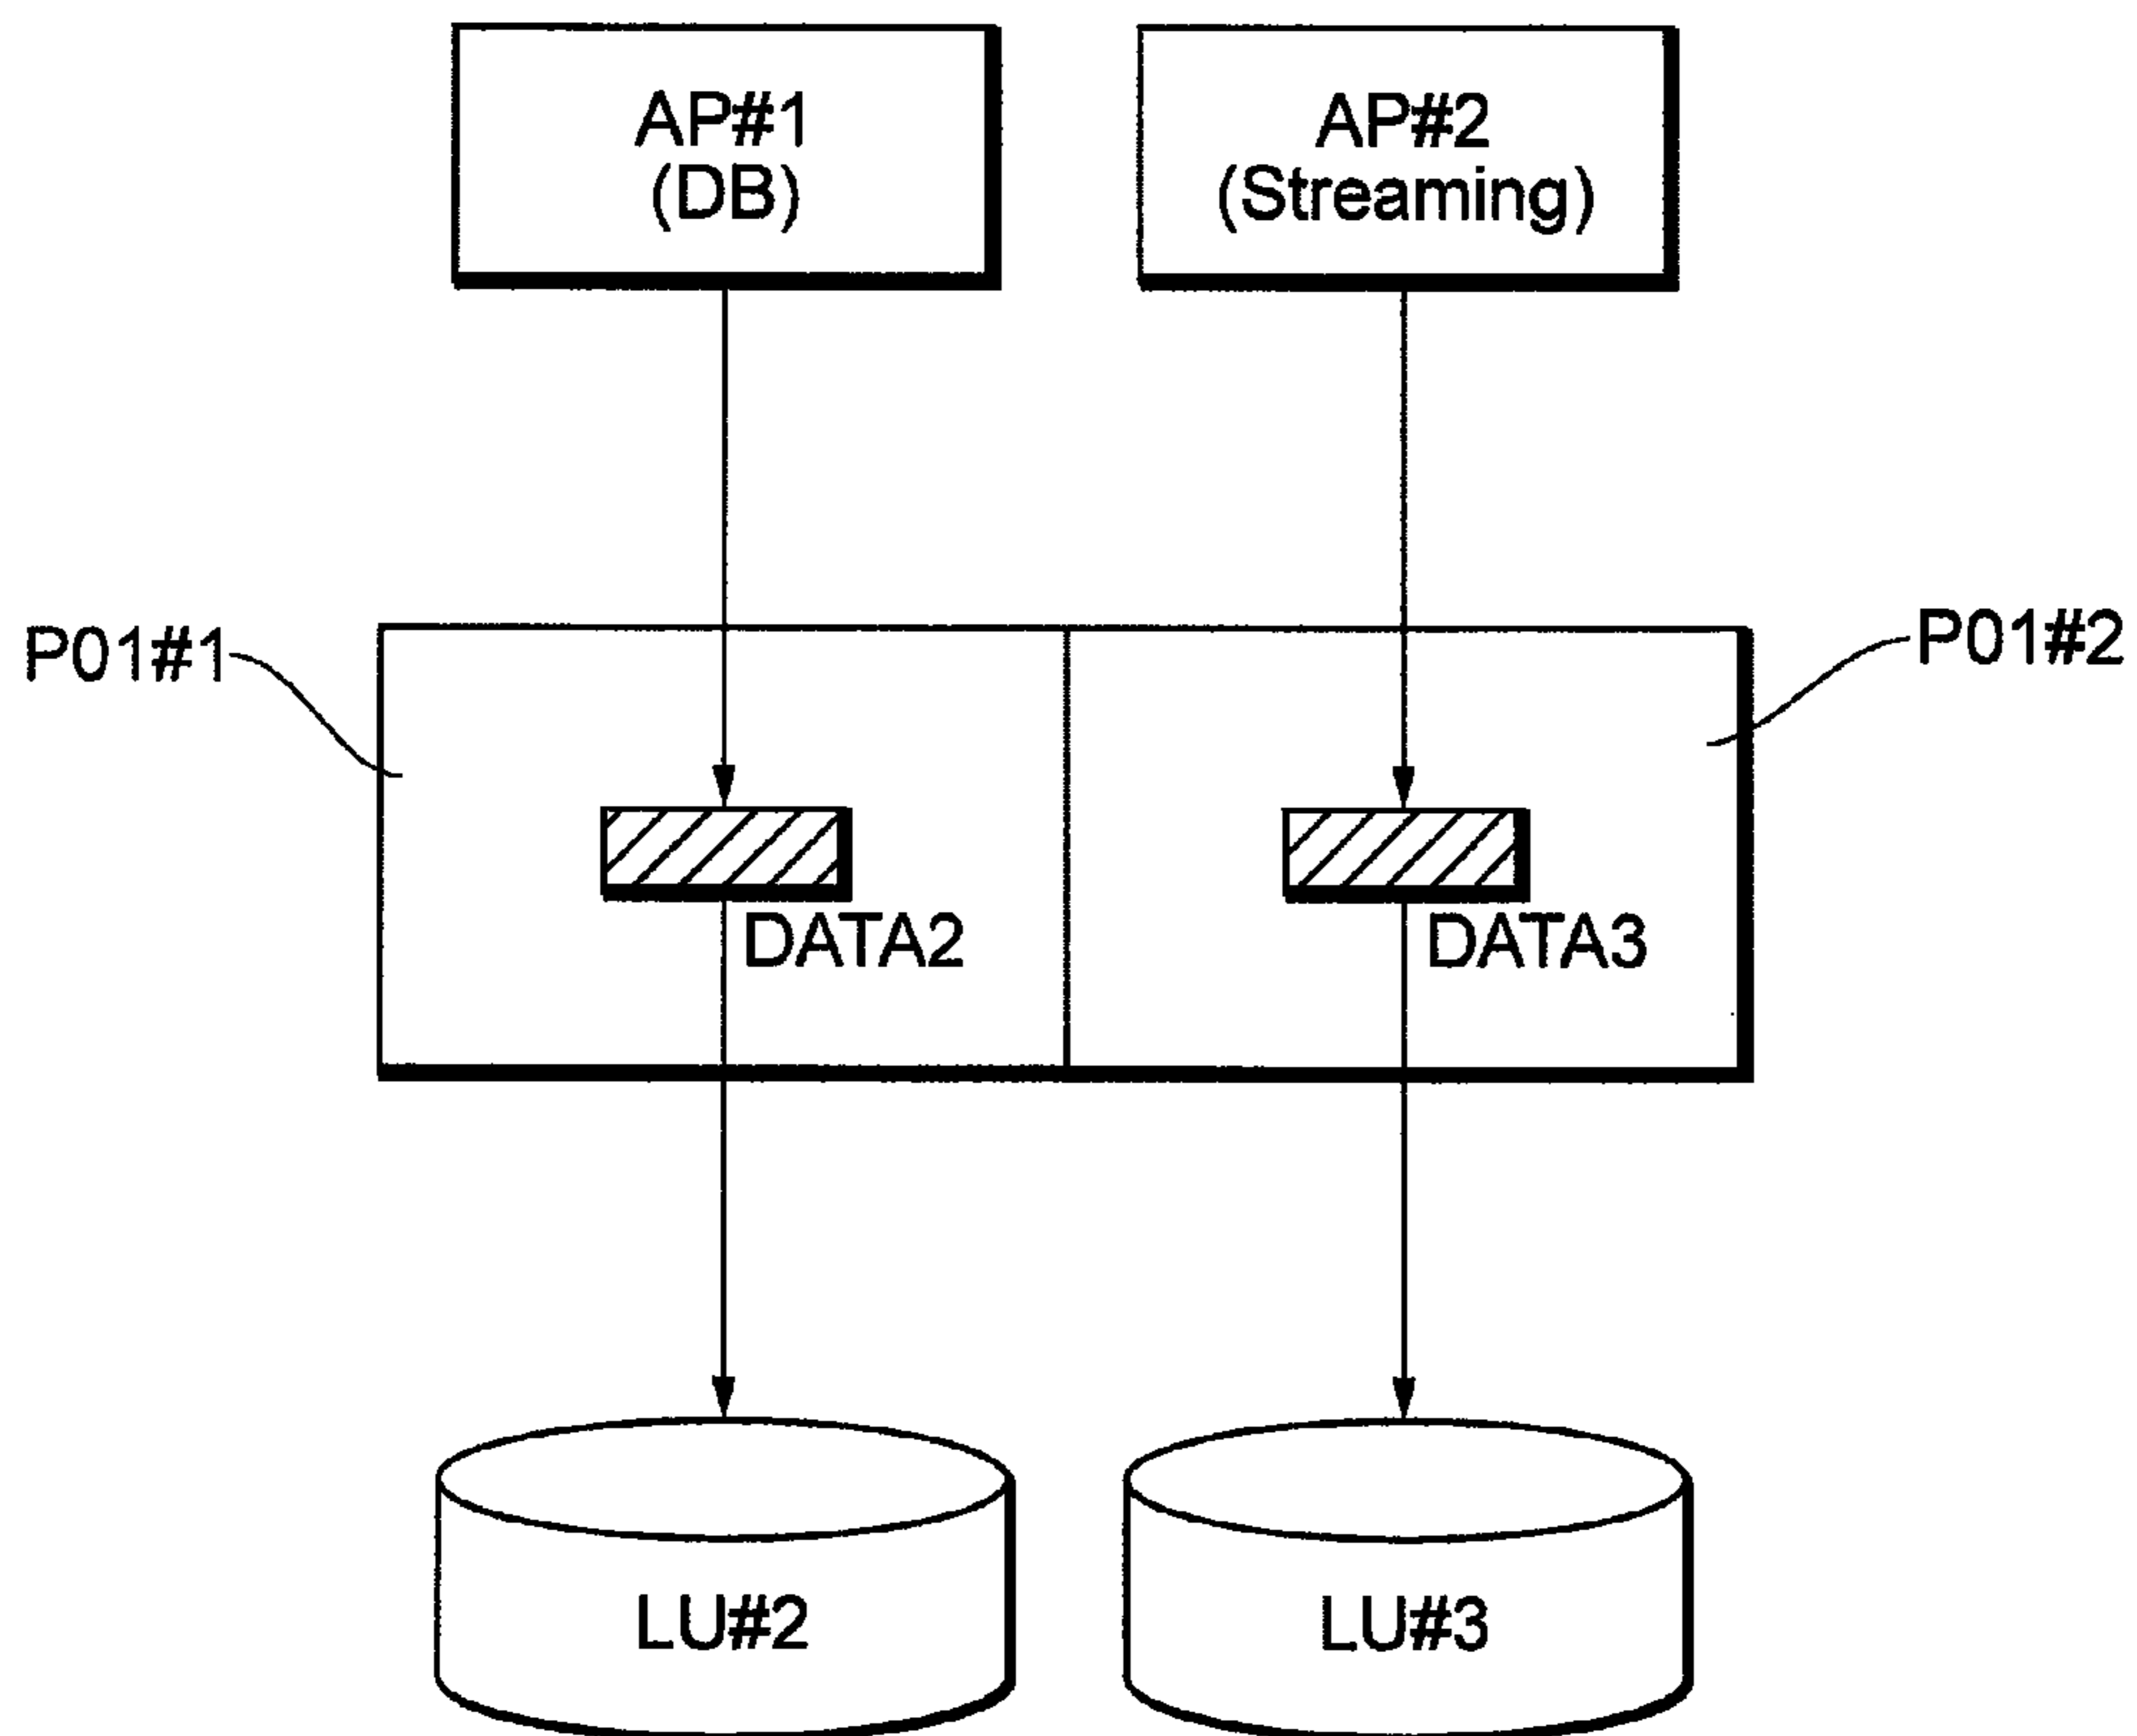 AP#1
(DB)
AP#2
(Streaming)
P01#1
P01#2
DATA2
DATA3
LU#2
LU#3